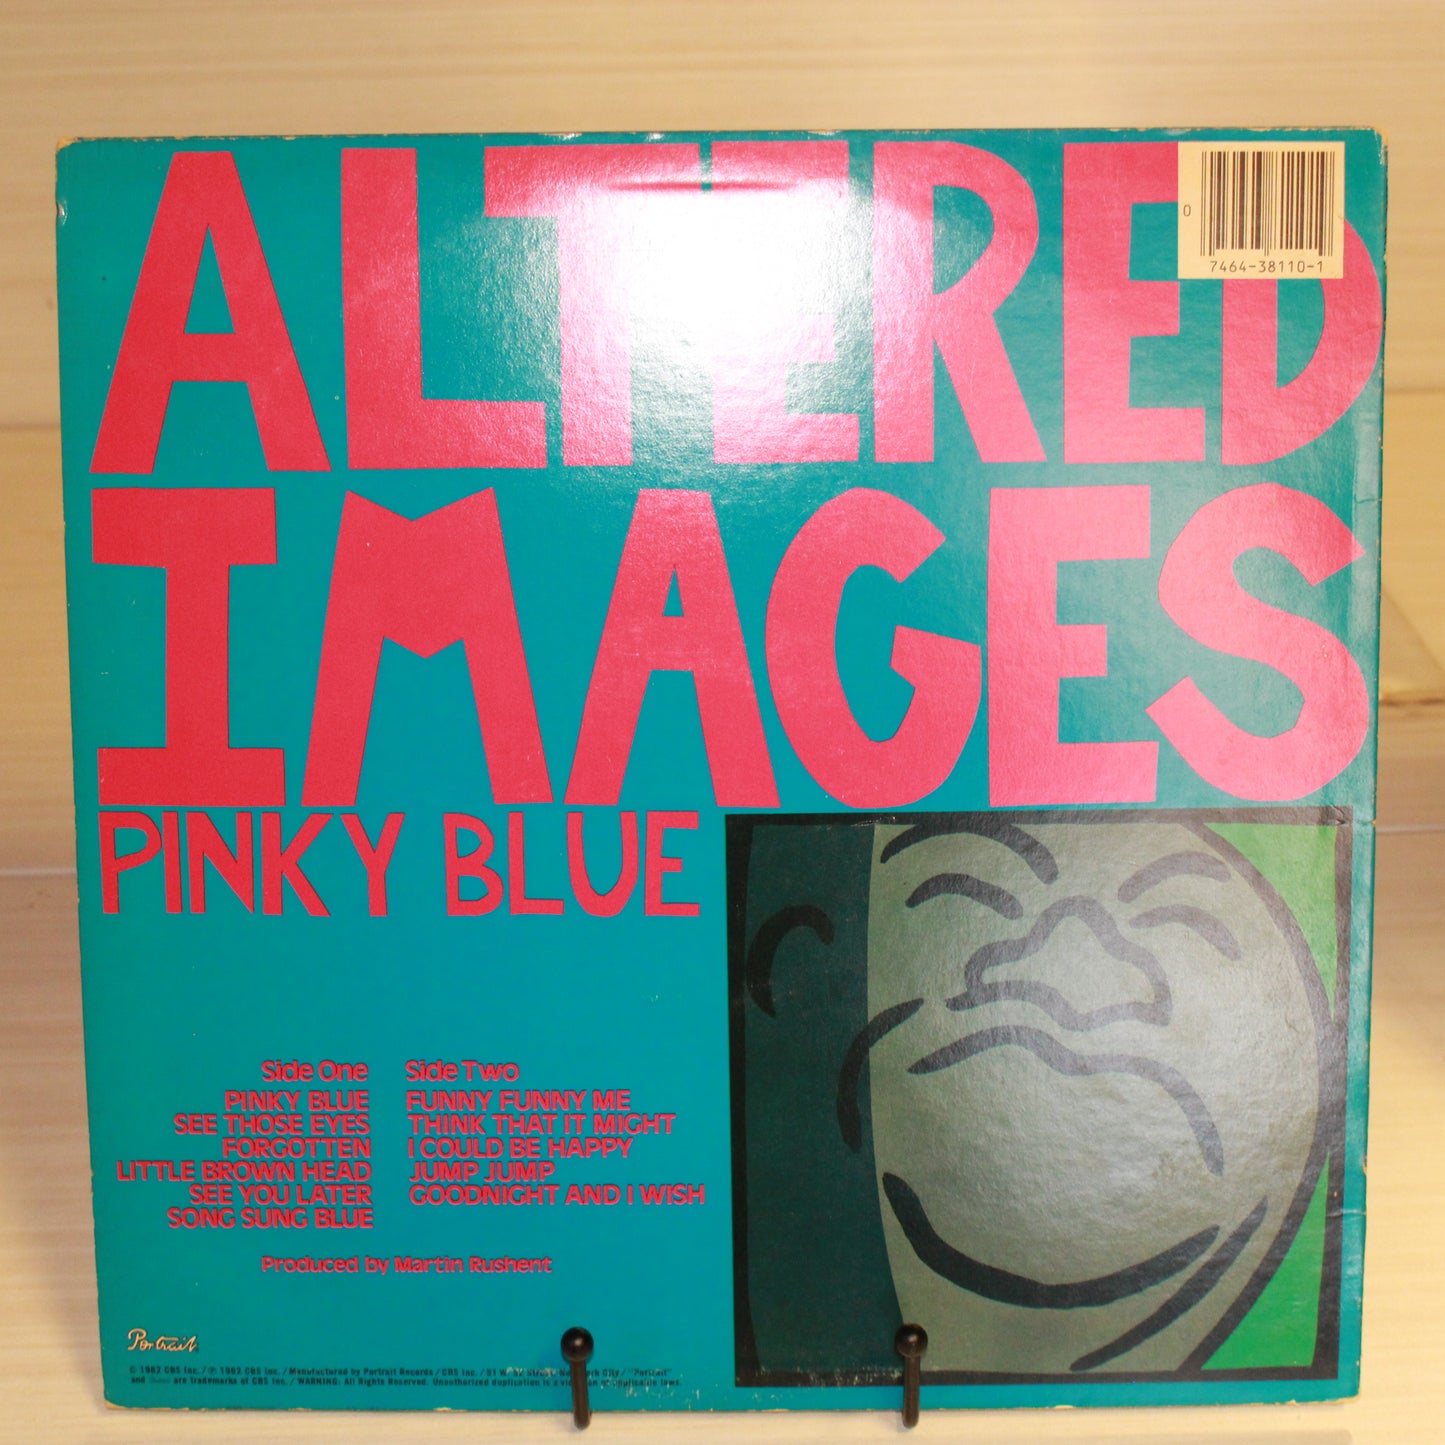 ALTERED
0
7464-38110-1
IMAGES
PINKY BLUE
Side One
PINKY BLUE
SEE THOSE EYES
FORGOTTEN
LITTLE BROWN HEAD
SEE YOU LATER
SONG SUNG BLUE
Side Two
FUNNY FUNNY ME
THINK THAT IT MIGHT
I COULD BE HAPPY
JUMP JUMP
GOODNIGHT AND I WISH
Produced by Martin Rushent
Portrait
© 1982 CBS Inc. / ℗ 1982 CBS Inc. / Manufactured by Portrait Records / CBS Inc. / 51 W. 52 Street, New York City / "Portrait"
and are trademarks of CBS Inc. / WARNING: All Rights Reserved. Unauthorized duplication is a violation of applicable laws.